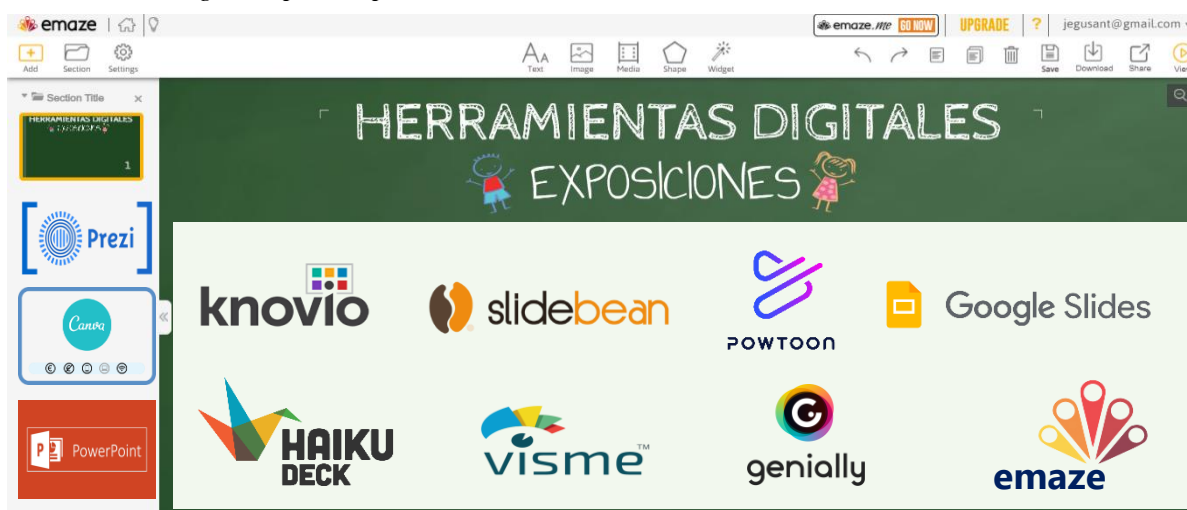 emaze
emaze.me GO NOW
UPGRADE
?
jegusant@gmail.com
Add
Section
Settings
Text
Image
Media
Shape
Widget
Save
Download
Share
View
Section Title
HERRAMIENTAS DIGITALES
EXPOSICIONES
1
Prezi
Canva
P PowerPoint
HERRAMIENTAS DIGITALES
EXPOSICIONES
knovio
slidebean
POWTOON
Google Slides
HAIKU
DECK
visme™
genially
emaze